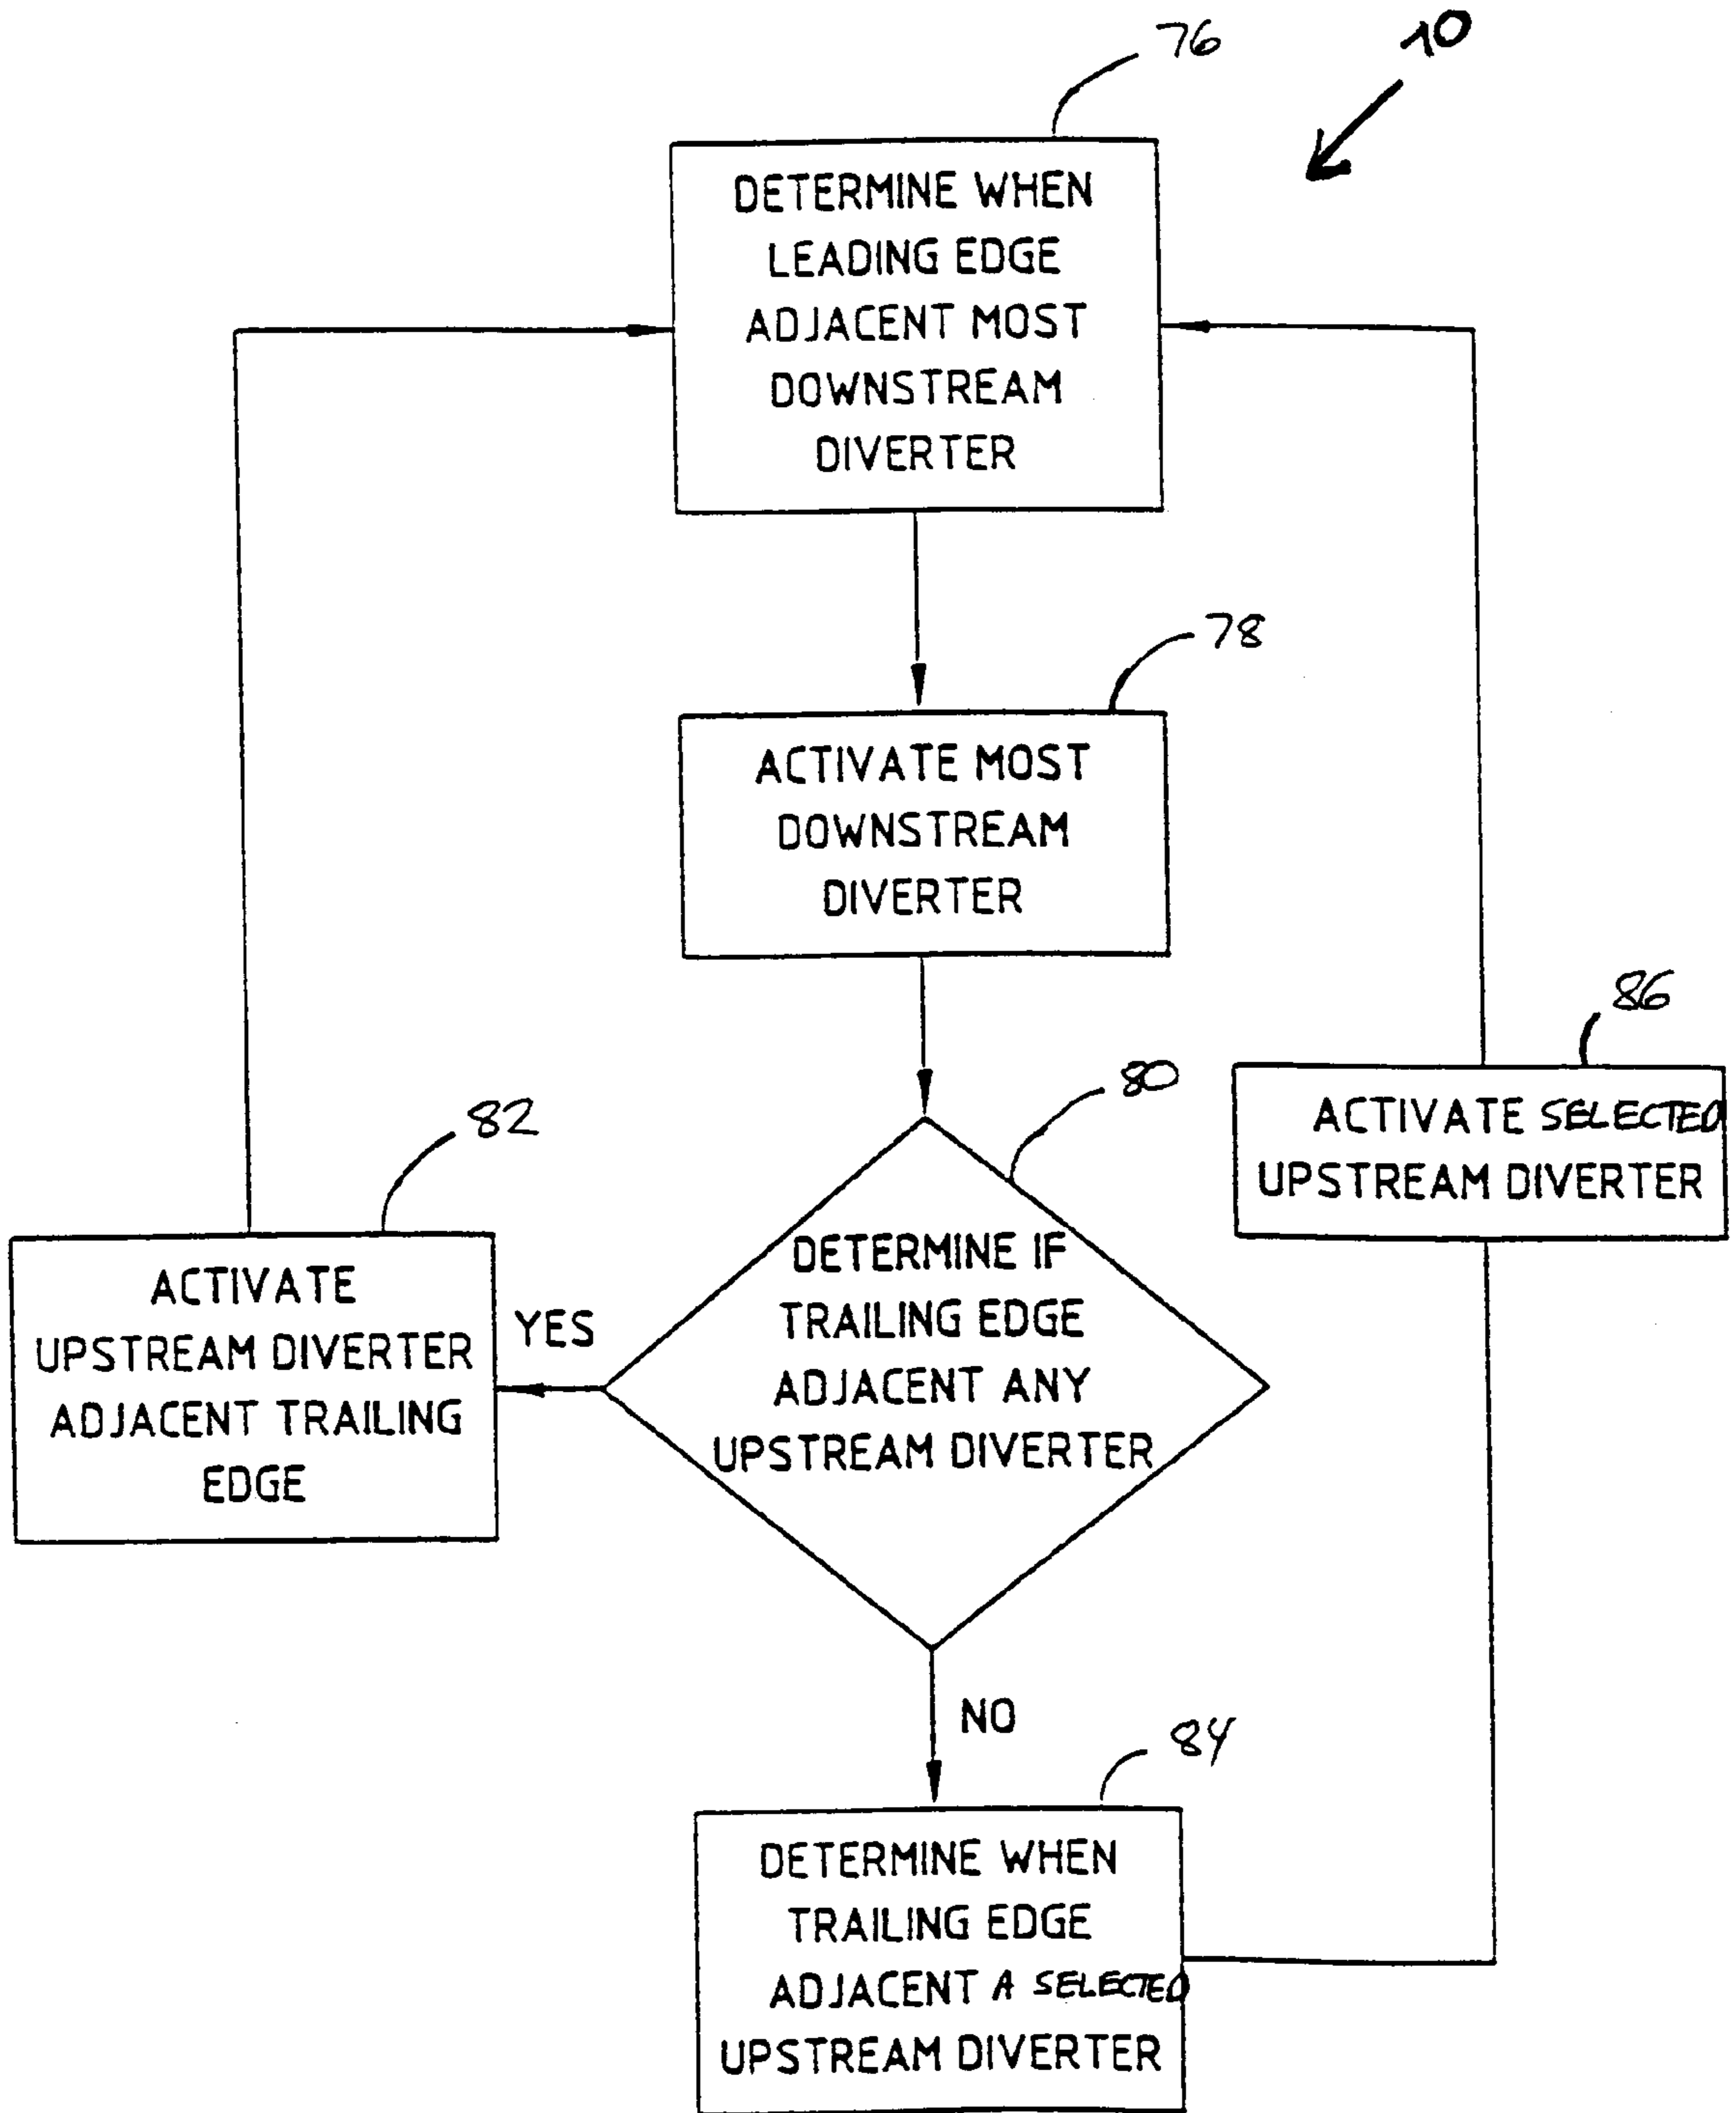 10
76
DETERMINE WHEN
LEADING EDGE
ADJACENT MOST
DOWNSTREAM
DIVERTER
78
ACTIVATE MOST
DOWNSTREAM
DIVERTER
86
ACTIVATE SELECTED
UPSTREAM DIVERTER
80
DETERMINE IF
TRAILING EDGE
ADJACENT ANY
UPSTREAM DIVERTER
82
ACTIVATE
UPSTREAM DIVERTER
ADJACENT TRAILING
EDGE
YES
NO
84
DETERMINE WHEN
TRAILING EDGE
ADJACENT A SELECTED
UPSTREAM DIVERTER